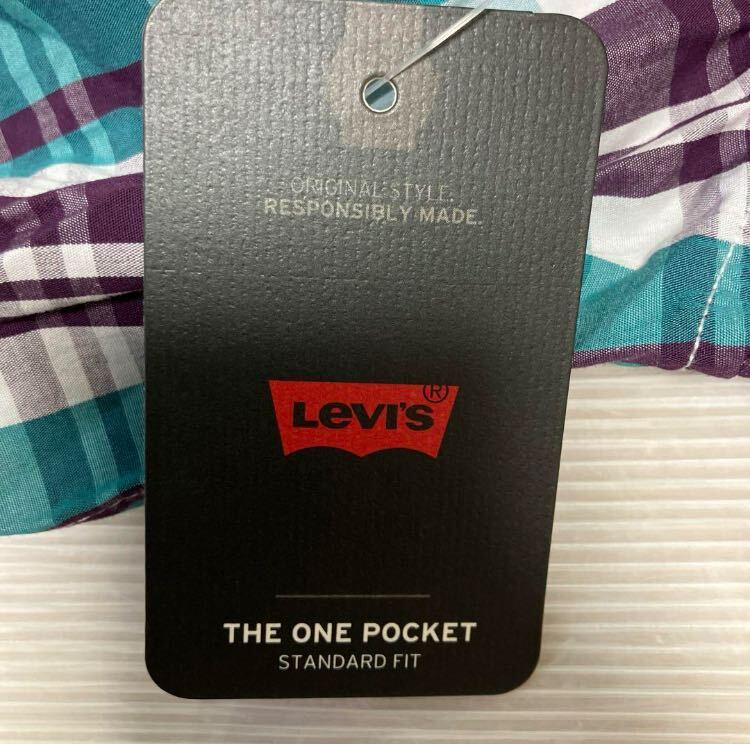 ORIGINAL STYLE.
RESPONSIBLY MADE.
LEVI'S ®
THE ONE POCKET
STANDARD FIT